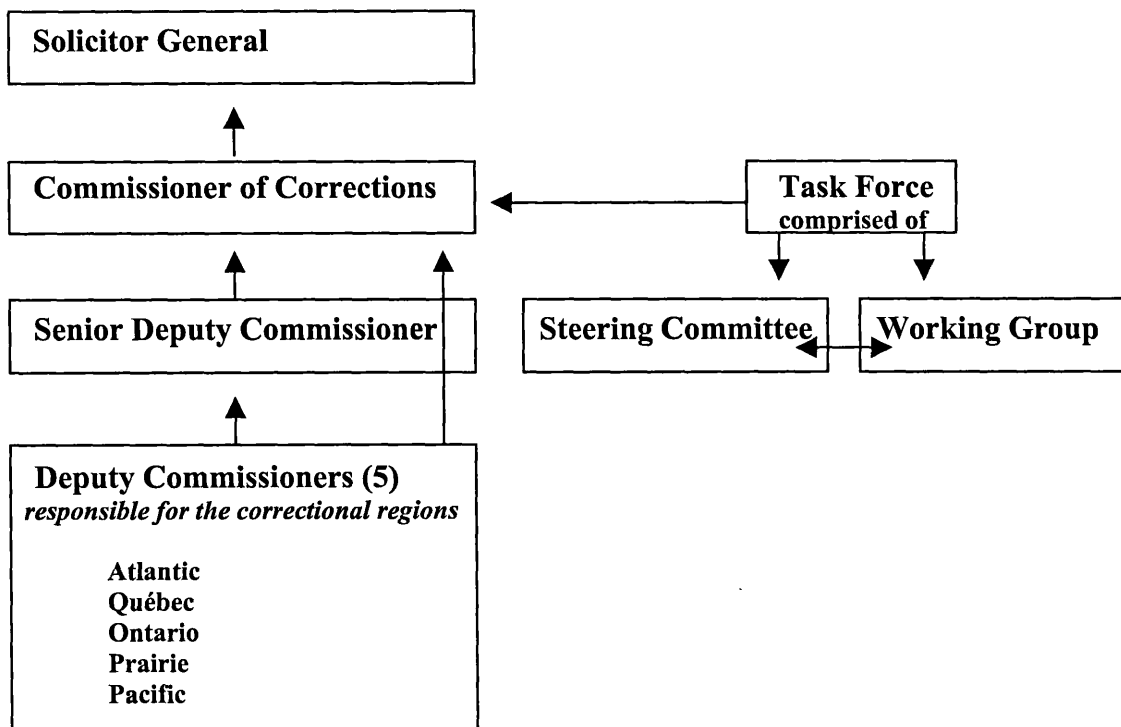 Solicitor General
Commissioner of Corrections
Task Force
comprised of
Senior Deputy Commissioner
Steering Committee
Working Group
Deputy Commissioners (5)
responsible for the correctional regions
Atlantic
Québec
Ontario
Prairie
Pacific